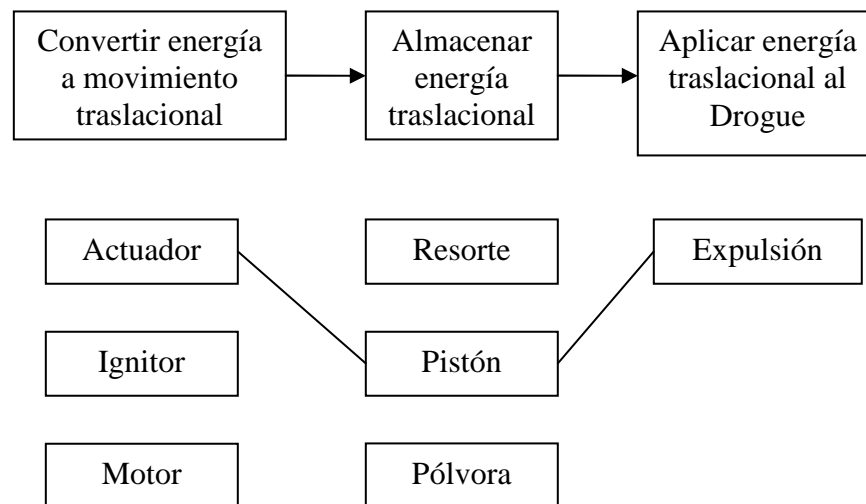 Convertir energía
a movimiento
traslacional
Almacenar
energía
traslacional
Aplicar energía
traslacional al
Drogue
Actuador
Resorte
Expulsión
Ignitor
Pistón
Motor
Pólvora